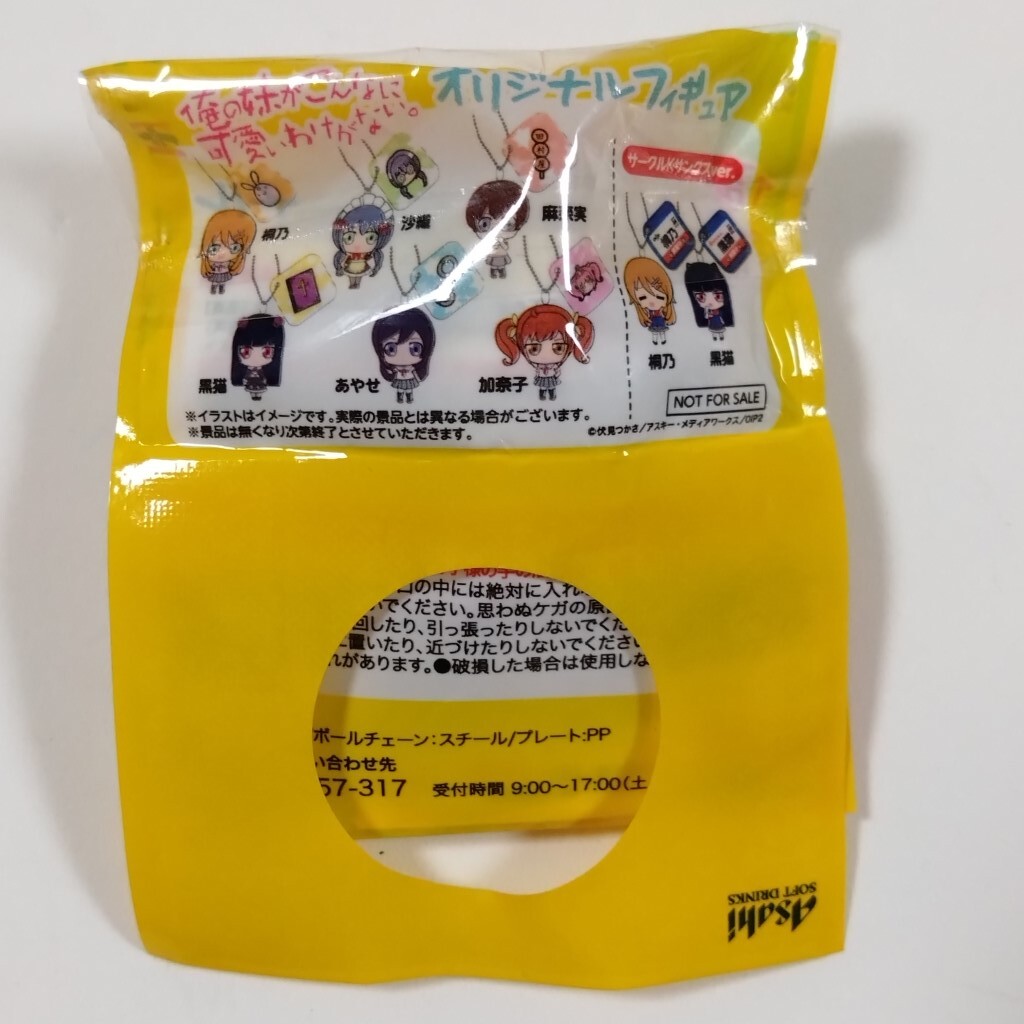 俺の妹がこんなに
可愛いわけがない。
オリジナルフィギュア
サークルKサンクスver.
桐乃
沙織
麻奈実
黒猫
あやせ
加奈子
桐乃
黒猫
桐乃
黒猫
NOT FOR SALE
※イラストはイメージです。実際の景品とは異なる場合がございます。
※景品は無くなり次第終了とさせていただきます。
©伏見つかさ/アスキー・メディアワークス/OIP2
口の中には絶対に入れ
いでください。思わぬケガの原
回したり、引っ張ったりしないでくだ
置いたり、近づけたりしないでくださ
れがあります。●破損した場合は使用しな
ボールチェーン:スチール/プレート:PP
い合わせ先
57-317 受付時間 9:00〜17:00(土
Asahi
SOFT DRINKS